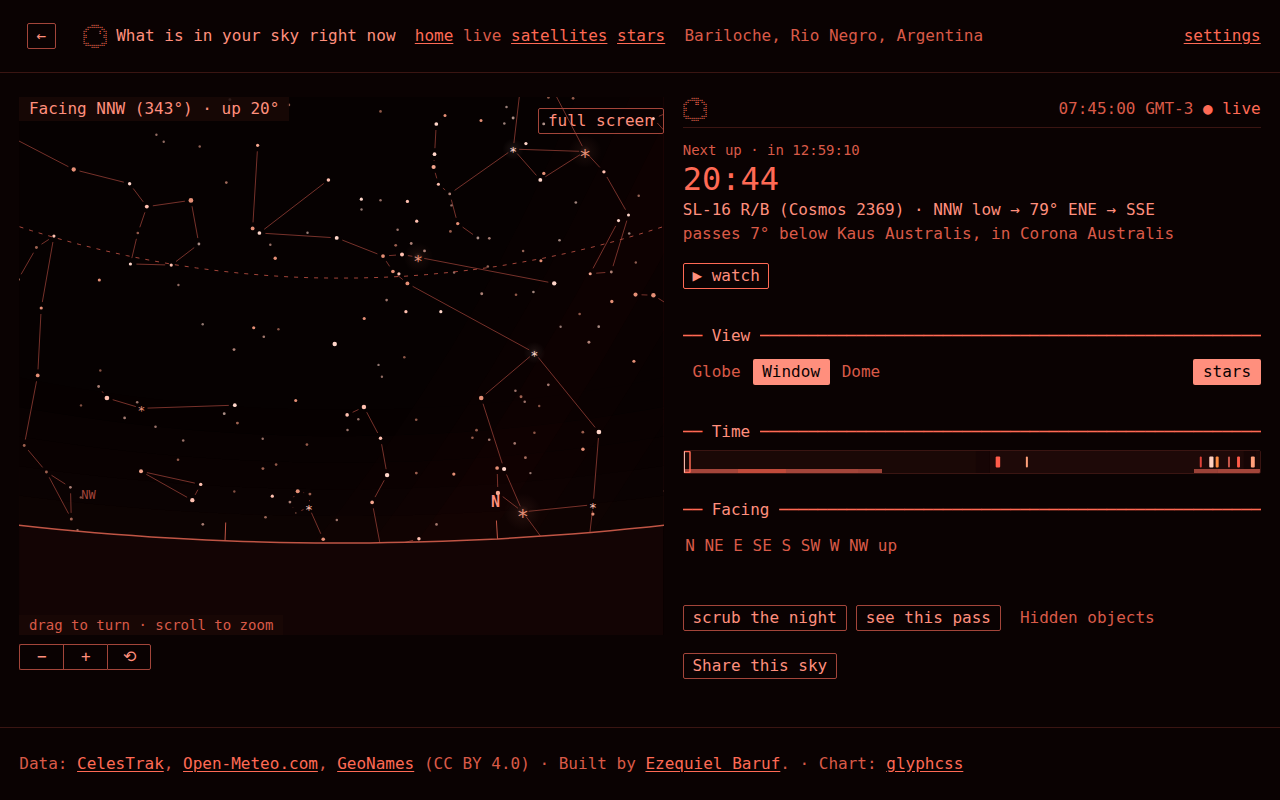 ← What is in your sky right now home live satellites stars Bariloche, Rio Negro, Argentina settings
Facing NNW (343°) · up 20°
full screen
NW
N
drag to turn · scroll to zoom
− + ⟲
07:45:00 GMT-3 ● live
Next up · in 12:59:10
20:44
SL-16 R/B (Cosmos 2369) · NNW low → 79° ENE → SSE
passes 7° below Kaus Australis, in Corona Australis
▶ watch
View
Globe Window Dome stars
Time
Facing
N NE E SE S SW W NW up
scrub the night see this pass Hidden objects
Share this sky
Data: CelesTrak, Open-Meteo.com, GeoNames (CC BY 4.0) · Built by Ezequiel Baruf. · Chart: glyphcss